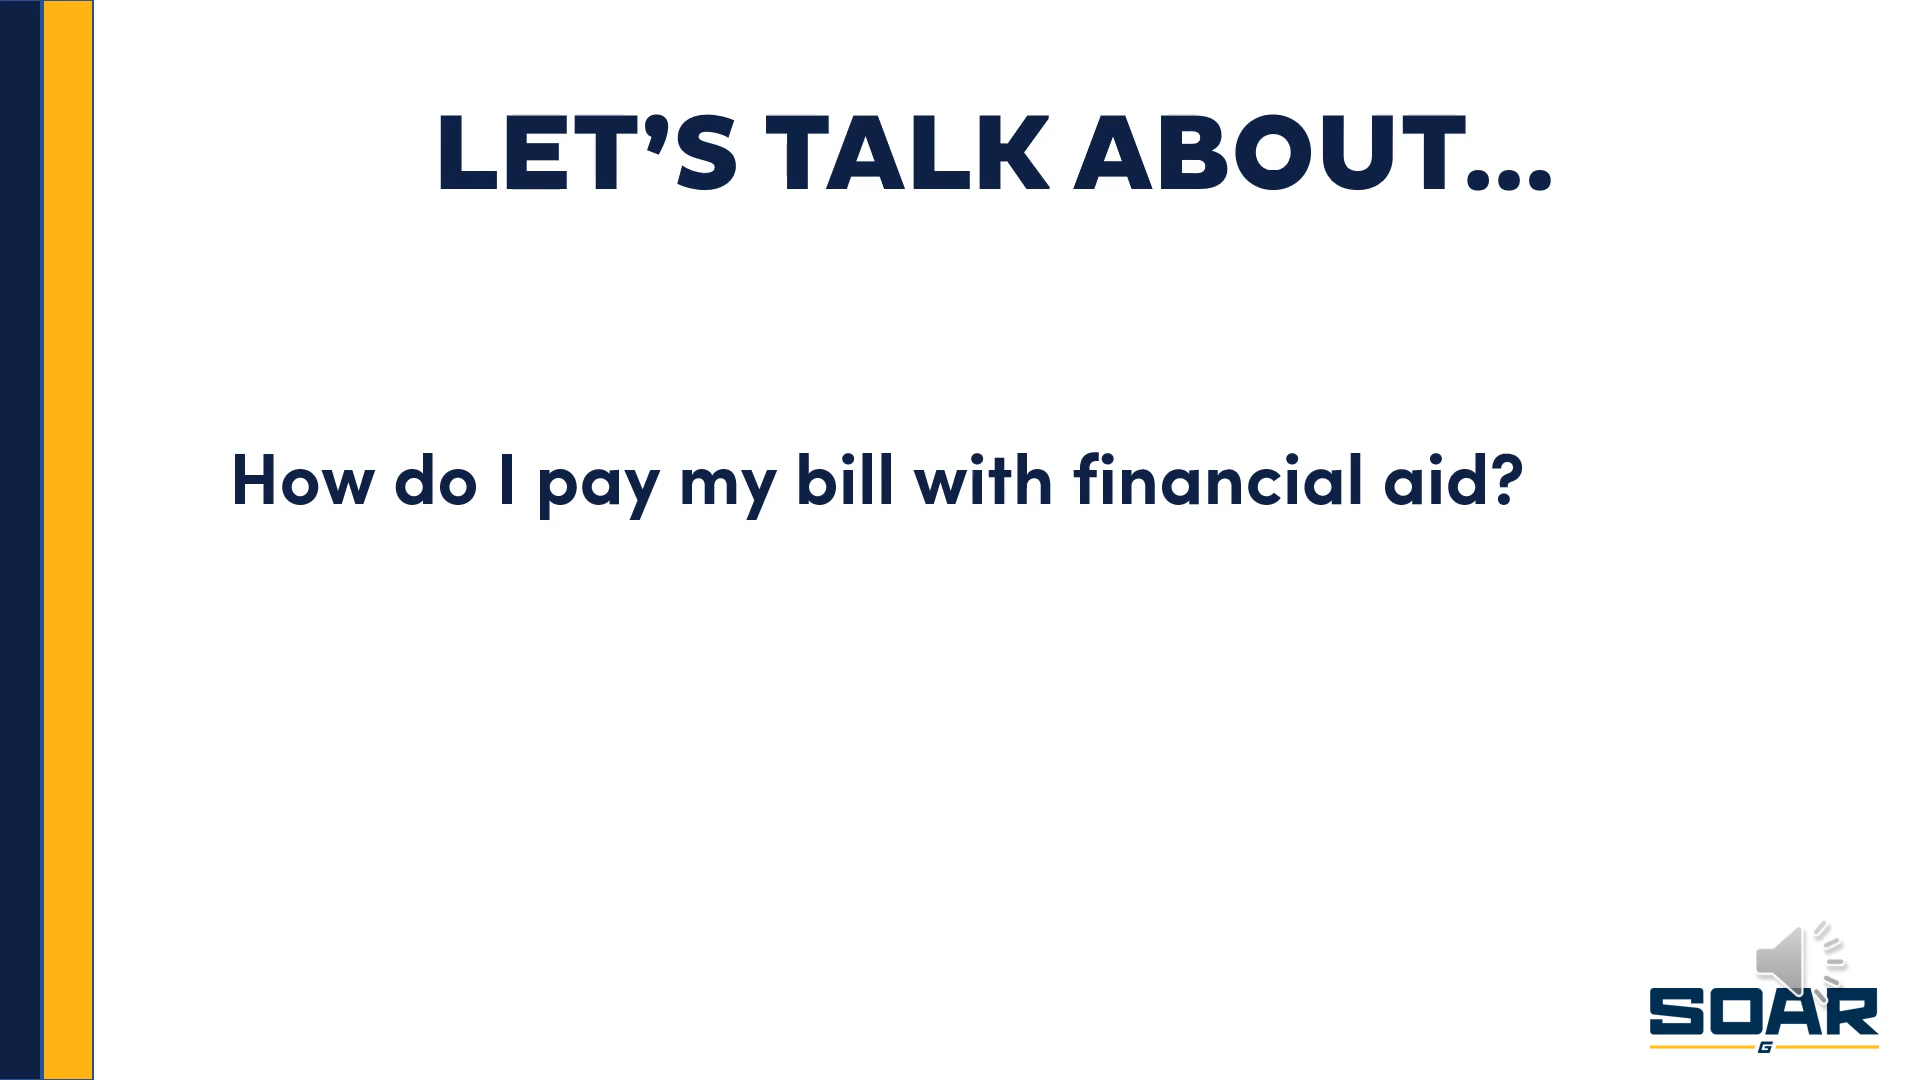 LET’S TALK ABOUT...
How do I pay my bill with financial aid?
SOAR
G